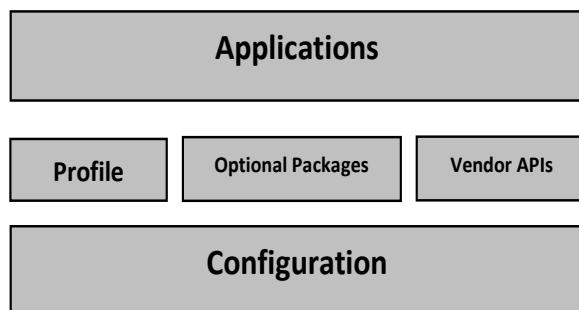 Applications
Profile
Optional Packages
Vendor APIs
Configuration